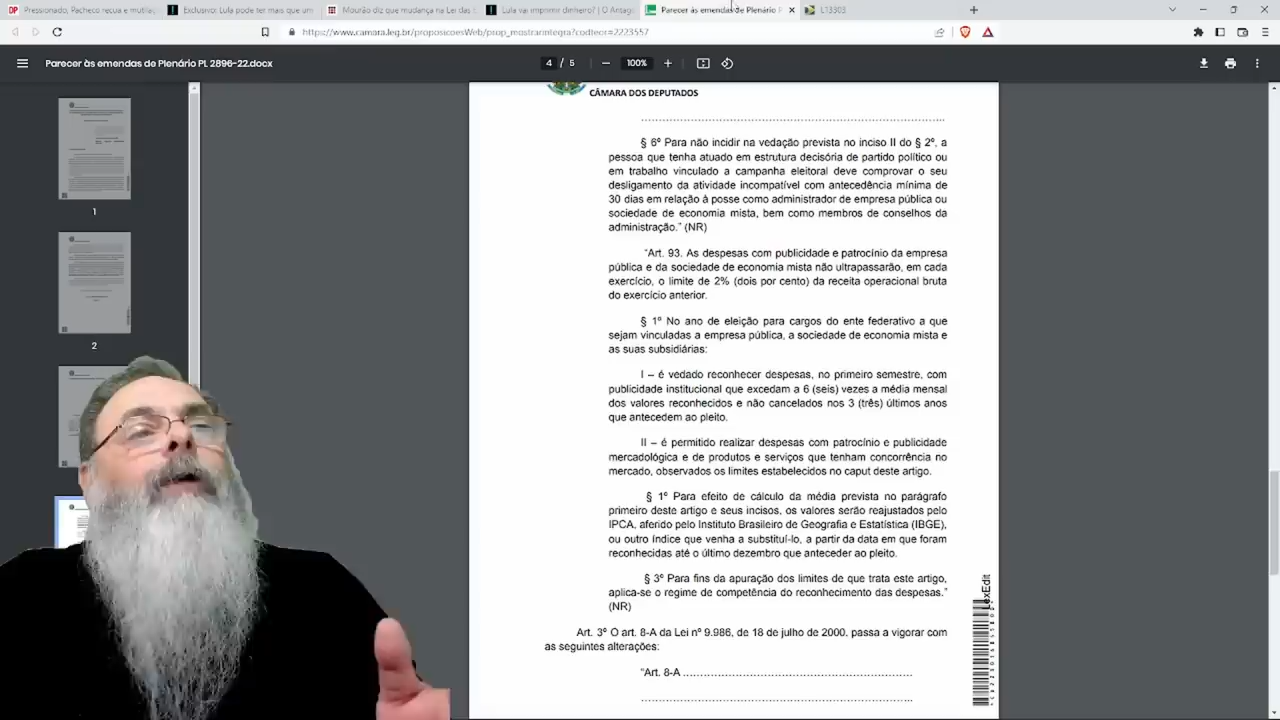 Pressionado, Pacheco recua e mutila
Exclusivo: Lula pode ter mais que um
Mourão diz que mudança na Lei das
Lula vai imprimir dinheiro? | O Antago
Parecer às emendas de Plenário P
L13303
https://www.camara.leg.br/proposicoesWeb/prop_mostrarintegra?codteor=2223557
Parecer às emendas de Plenário PL 2896-22.docx
4 / 5
100%
1
2
CÂMARA DOS DEPUTADOS
§ 6º Para não incidir na vedação prevista no inciso II do § 2º, a
pessoa que tenha atuado em estrutura decisória de partido político ou
em trabalho vinculado a campanha eleitoral deve comprovar o seu
desligamento da atividade incompatível com antecedência mínima de
30 dias em relação à posse como administrador de empresa pública ou
sociedade de economia mista, bem como membros de conselhos da
administração.” (NR)
“Art. 93. As despesas com publicidade e patrocínio da empresa
pública e da sociedade de economia mista não ultrapassarão, em cada
exercício, o limite de 2% (dois por cento) da receita operacional bruta
do exercício anterior.
§ 1º No ano de eleição para cargos do ente federativo a que
sejam vinculadas a empresa pública, a sociedade de economia mista e
as suas subsidiárias:
I – é vedado reconhecer despesas, no primeiro semestre, com
publicidade institucional que excedam a 6 (seis) vezes a média mensal
dos valores reconhecidos e não cancelados nos 3 (três) últimos anos
que antecedem ao pleito.
II – é permitido realizar despesas com patrocínio e publicidade
mercadológica e de produtos e serviços que tenham concorrência no
mercado, observados os limites estabelecidos no caput deste artigo.
§ 1º Para efeito de cálculo da média prevista no parágrafo
primeiro deste artigo e seus incisos, os valores serão reajustados pelo
IPCA, aferido pelo Instituto Brasileiro de Geografia e Estatística (IBGE),
ou outro índice que venha a substituí-lo, a partir da data em que foram
reconhecidas até o último dezembro que anteceder ao pleito.
§ 3º Para fins da apuração dos limites de que trata este artigo,
aplica-se o regime de competência do reconhecimento das despesas.”
(NR)
Art. 3º O art. 8-A da Lei nº 9.986, de 18 de julho de 2000, passa a vigorar com
as seguintes alterações:
“Art. 8-A
LexEdit